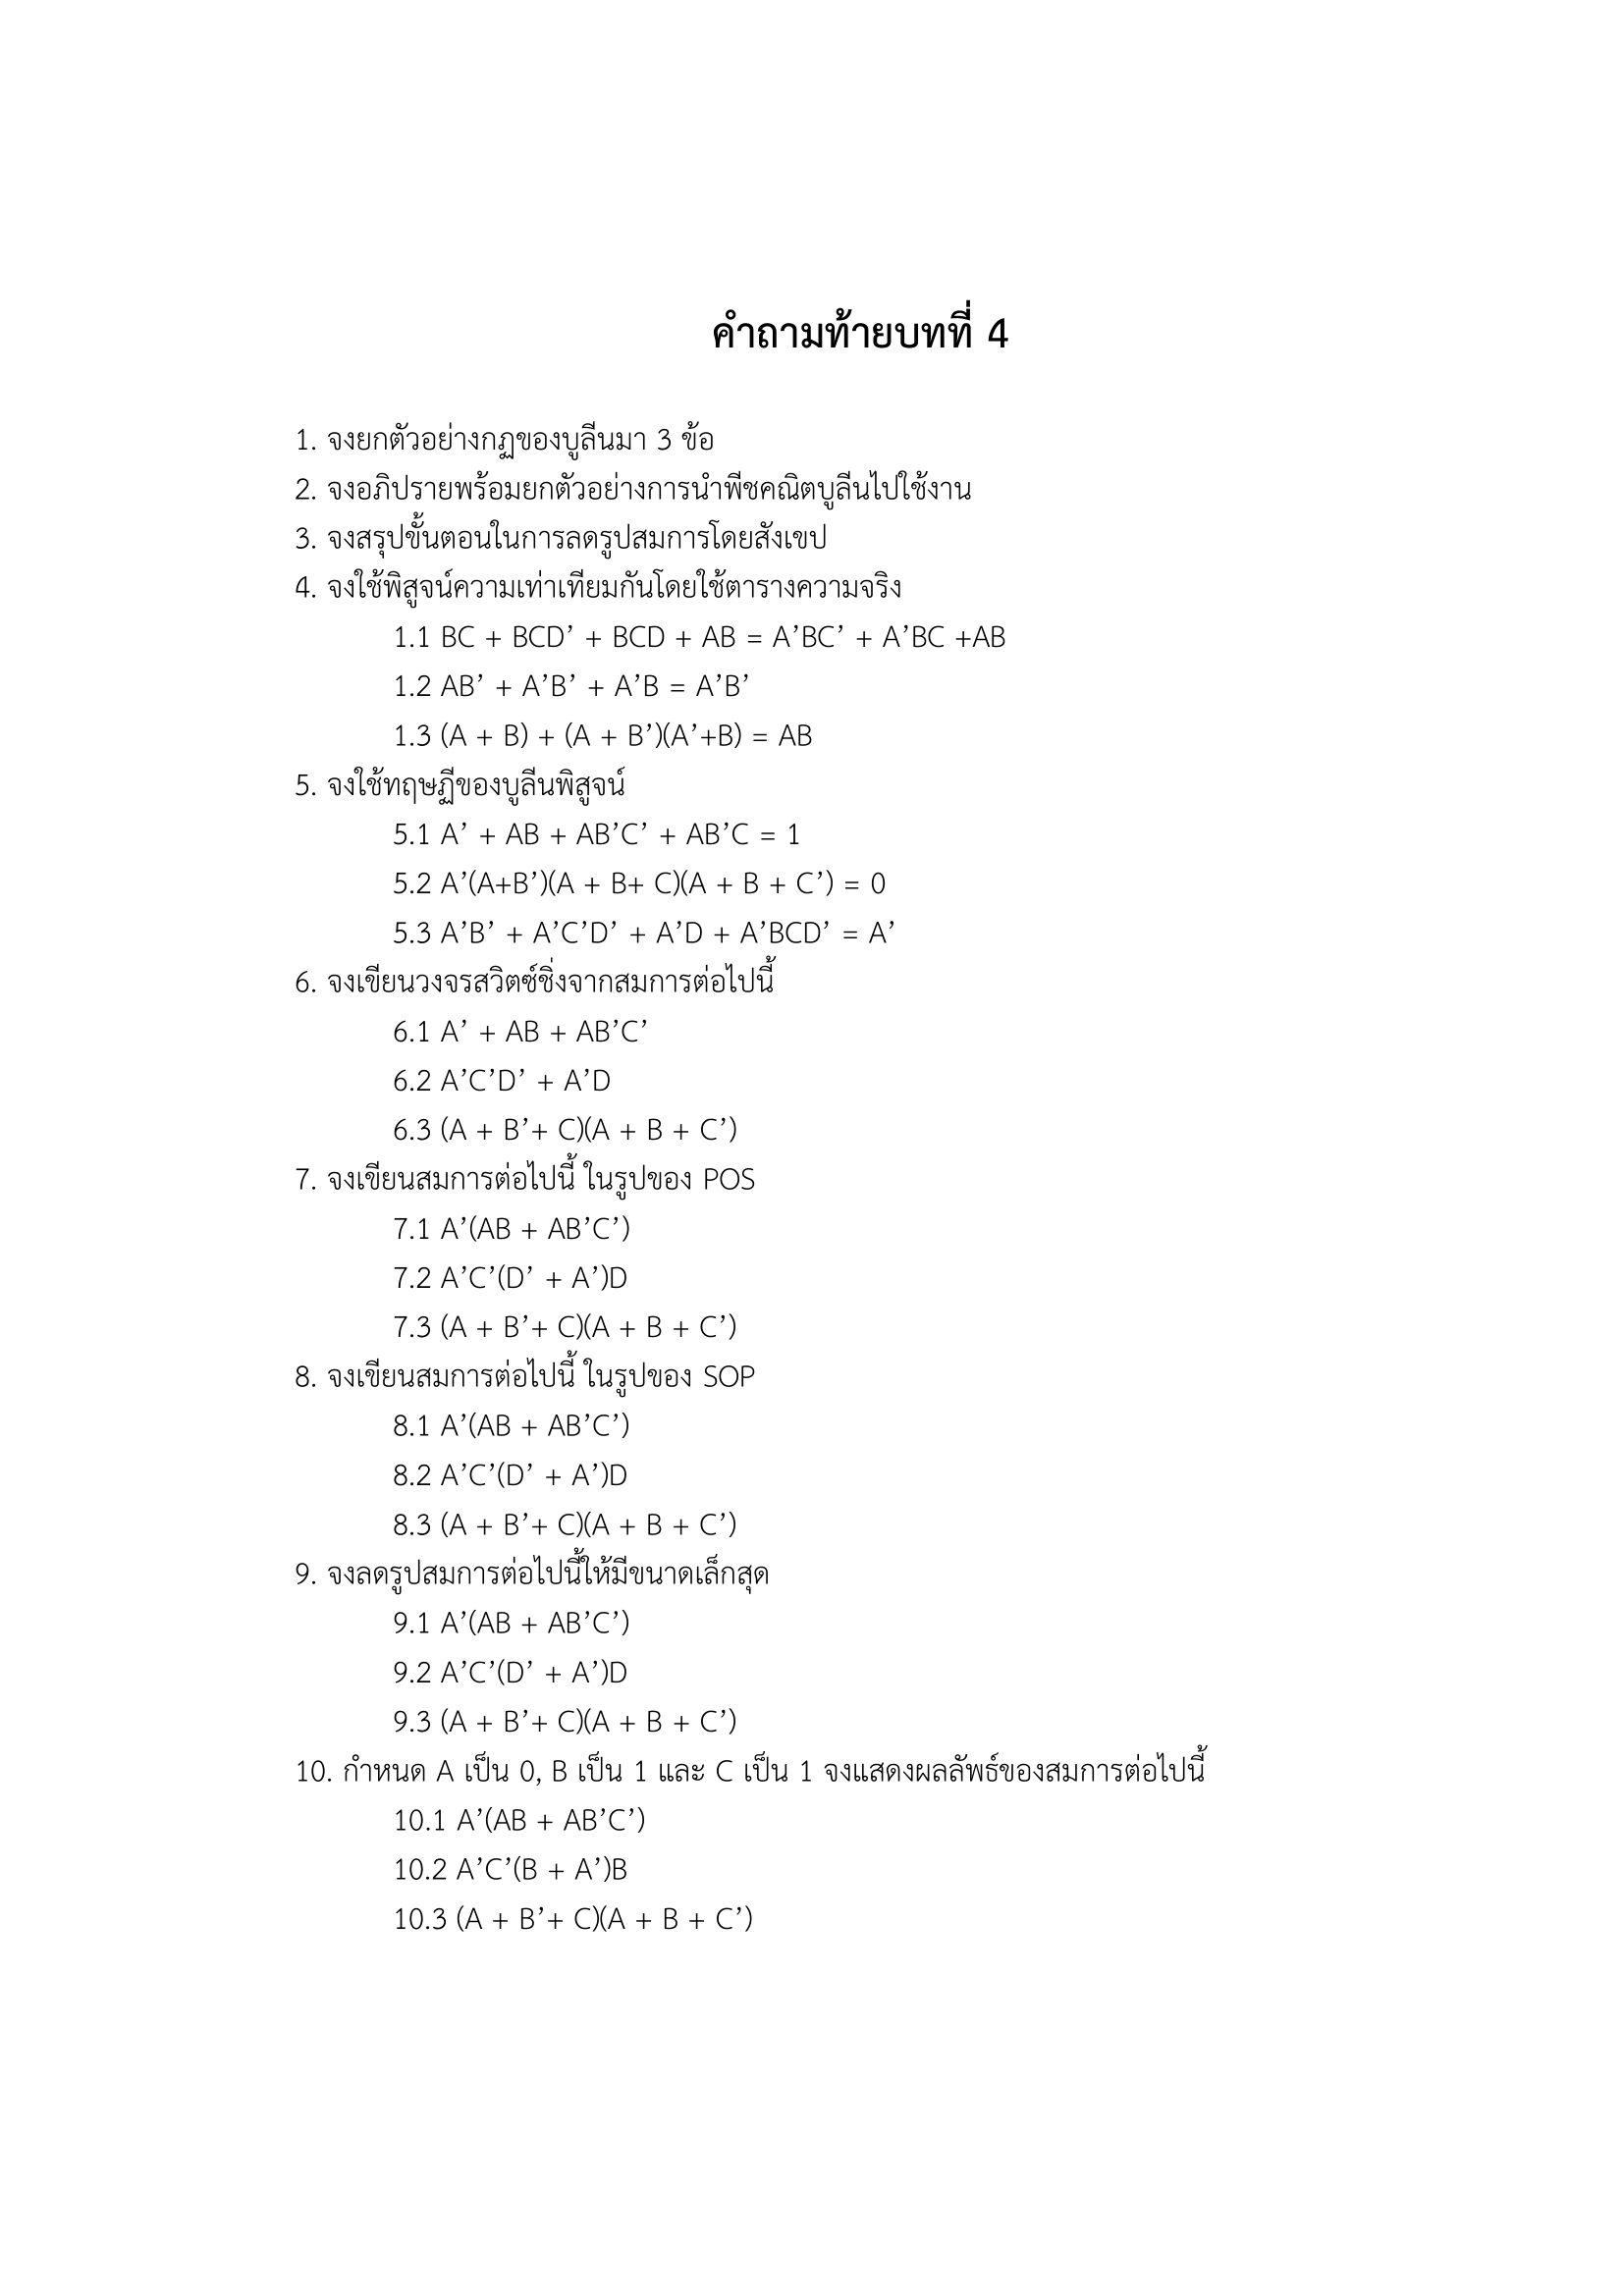 คำถามท้ายบทที่ 4
1. จงยกตัวอย่างกฏของบูลีนมา 3 ข้อ
2. จงอภิปรายพร้อมยกตัวอย่างการนำพีชคณิตบูลีนไปใช้งาน
3. จงสรุปขั้นตอนในการลดรูปสมการโดยสังเขป
4. จงใช้พิสูจน์ความเท่าเทียมกันโดยใช้ตารางความจริง
1.1 BC + BCD’ + BCD + AB = A’BC’ + A’BC +AB
1.2 AB’ + A’B’ + A’B = A’B’
1.3 (A + B) + (A + B’)(A’+B) = AB
5. จงใช้ทฤษฏีของบูลีนพิสูจน์
5.1 A’ + AB + AB’C’ + AB’C = 1
5.2 A’(A+B’)(A + B+ C)(A + B + C’) = 0
5.3 A’B’ + A’C’D’ + A’D + A’BCD’ = A’
6. จงเขียนวงจรสวิตซ์ชิ่งจากสมการต่อไปนี้
6.1 A’ + AB + AB’C’
6.2 A’C’D’ + A’D
6.3 (A + B’+ C)(A + B + C’)
7. จงเขียนสมการต่อไปนี้ ในรูปของ POS
7.1 A’(AB + AB’C’)
7.2 A’C’(D’ + A’)D
7.3 (A + B’+ C)(A + B + C’)
8. จงเขียนสมการต่อไปนี้ ในรูปของ SOP
8.1 A’(AB + AB’C’)
8.2 A’C’(D’ + A’)D
8.3 (A + B’+ C)(A + B + C’)
9. จงลดรูปสมการต่อไปนี้ให้มีขนาดเล็กสุด
9.1 A’(AB + AB’C’)
9.2 A’C’(D’ + A’)D
9.3 (A + B’+ C)(A + B + C’)
10. กำหนด A เป็น 0, B เป็น 1 และ C เป็น 1 จงแสดงผลลัพธ์ของสมการต่อไปนี้
10.1 A’(AB + AB’C’)
10.2 A’C’(B + A’)B
10.3 (A + B’+ C)(A + B + C’)